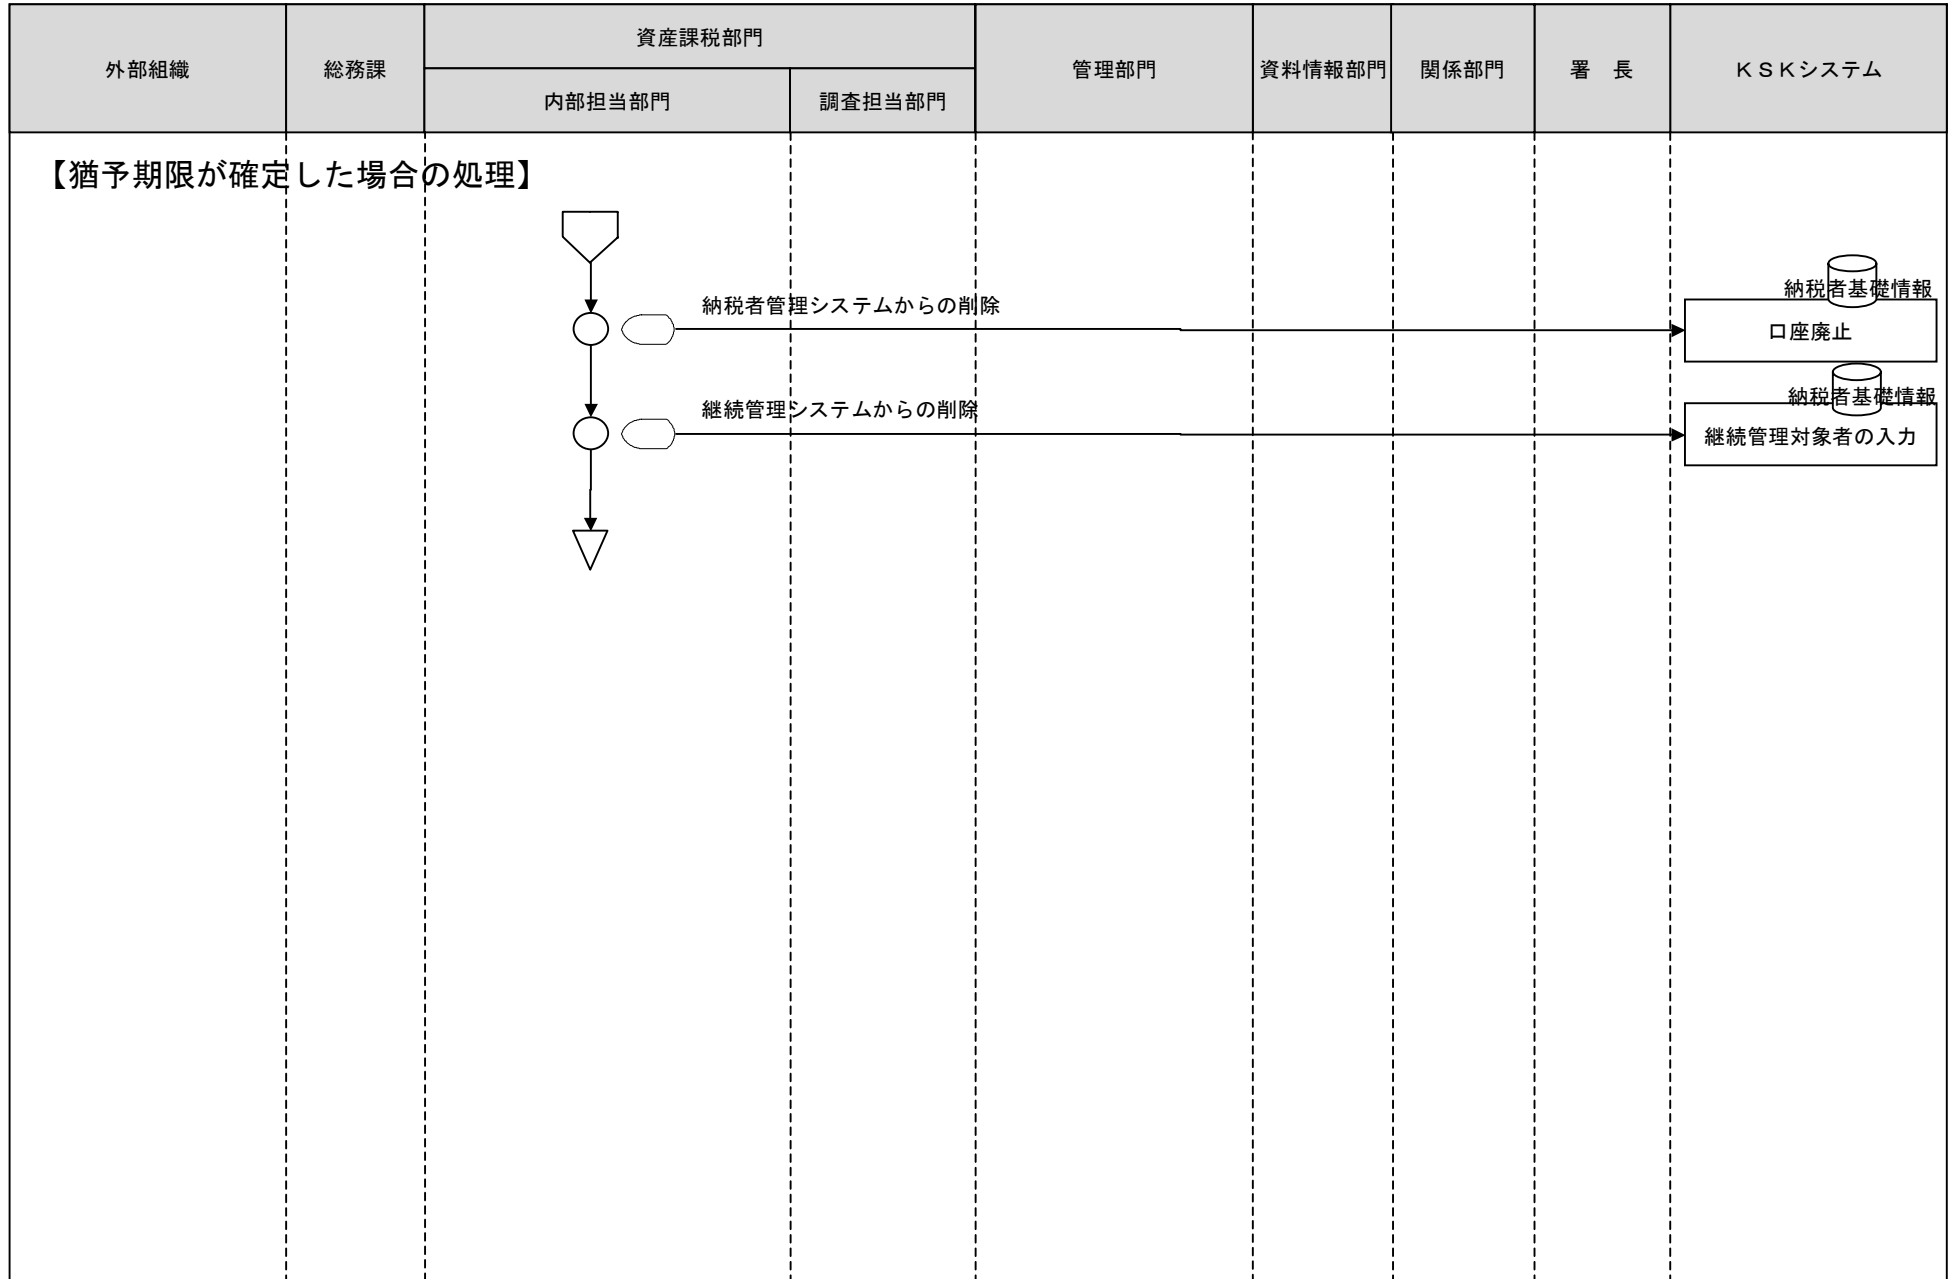 外部組織
総務課
資産課税部門
内部担当部門
調査担当部門
管理部門
資料情報部門
関係部門
署　長
ＫＳＫシステム
【猶予期限が確定した場合の処理】
納税者管理システムからの削除
納税者基礎情報
口座廃止
継続管理システムからの削除
納税者基礎情報
継続管理対象者の入力